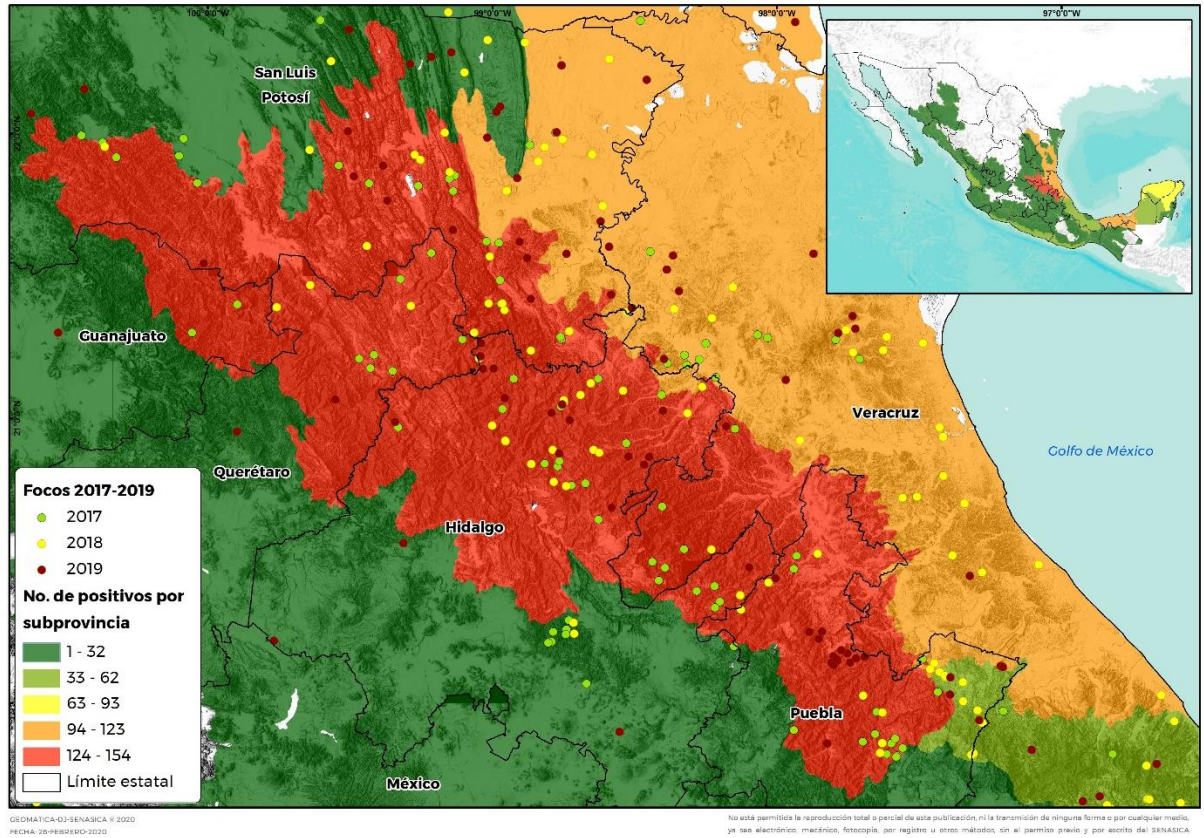 100°0'0"W
99°0'0"W
98°0'0"W
97°0'0"W
22°0'0"N
21°0'0"N
San Luis
Potosí
Guanajuato
Querétaro
Hidalgo
México
Puebla
Veracruz
Golfo de México
Focos 2017-2019
2017
2018
2019
No. de positivos por
subprovincia
1 - 32
33 - 62
63 - 93
94 - 123
124 - 154
Límite estatal
GEOMATICA-DJ-SENASICA ® 2020
FECHA: 28-FEBRERO-2020
No está permitida la reproducción total o parcial de esta publicación, ni la transmisión de ninguna forma o por cualquier medio,
ya sea electrónico, mecánico, fotocopia, por registro u otros métodos, sin el permiso previo y por escrito del SENASICA.